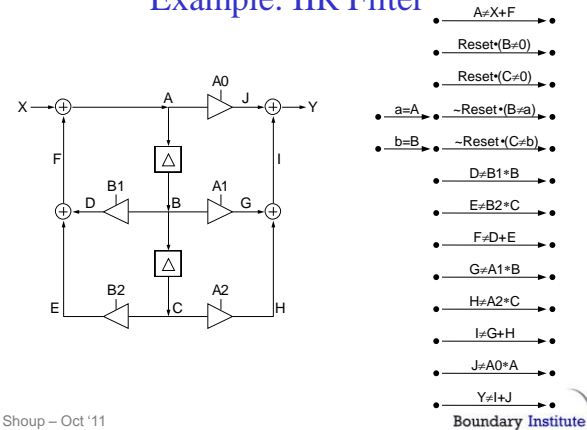 Example: IIR Filter
X
A
A0
J
Y
F
I
B1
D
B
A1
G
B2
E
C
A2
H
A≠X+F
Reset•(B≠0)
Reset•(C≠0)
a=A ~Reset•(B≠a)
b=B ~Reset•(C≠b)
D≠B1*B
E≠B2*C
F≠D+E
G≠A1*B
H≠A2*C
I≠G+H
J≠A0*A
Y≠I+J
Shoup – Oct '11
Boundary Institute